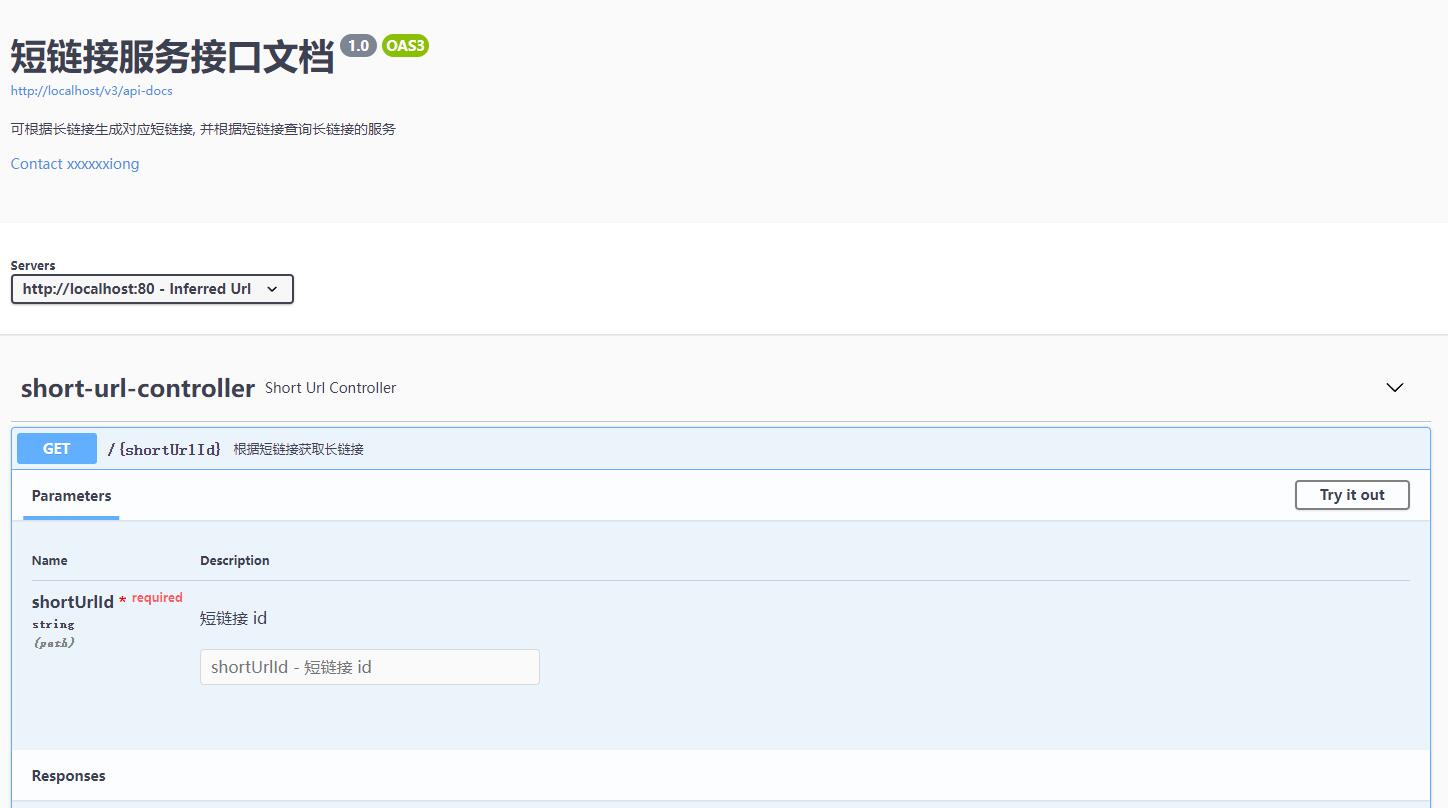 短链接服务接口文档 1.0 OAS3
http://localhost/v3/api-docs
可根据长链接生成对应短链接, 并根据短链接查询长链接的服务
Contact xxxxxxiong
Servers
http://localhost:80 - Inferred Url
short-url-controller Short Url Controller
GET /{shortUrlId} 根据短链接获取长链接
Parameters Try it out
Name Description
shortUrlId * required
短链接 id
string
(path)
shortUrlId - 短链接 id
Responses